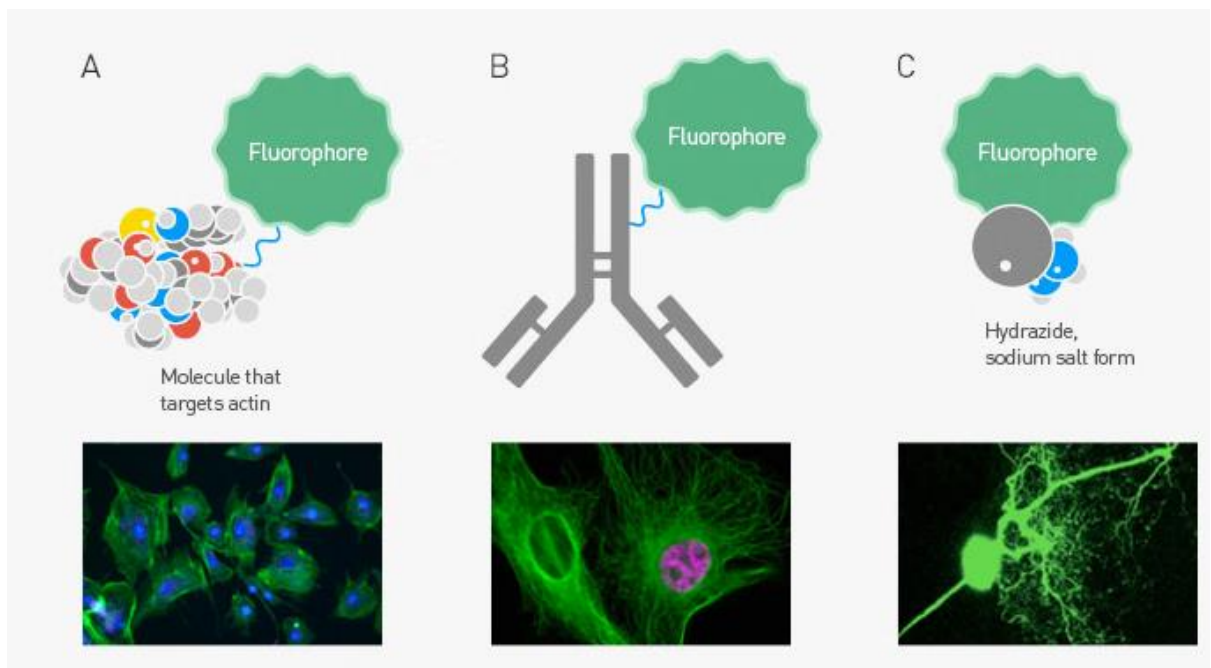 A
B
C
Fluorophore
Fluorophore
Fluorophore
Molecule that
targets actin
Hydrazide,
sodium salt form